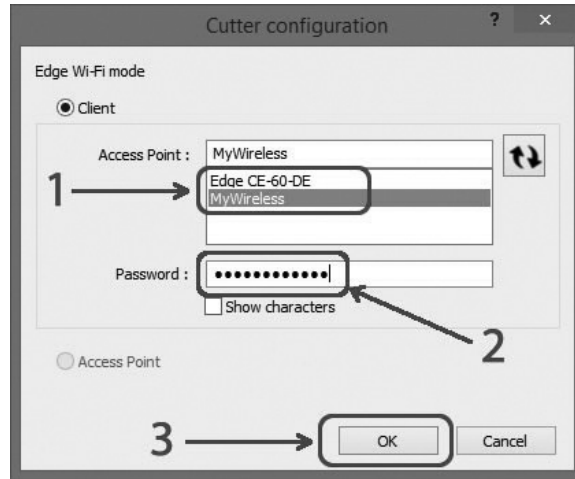 Cutter configuration ? ×
Edge Wi-Fi mode
Client
Access Point : MyWireless
1 Edge CE-60-DE
MyWireless
Password : ●●●●●●●●●●●●
Show characters
2
Access Point
3 OK Cancel